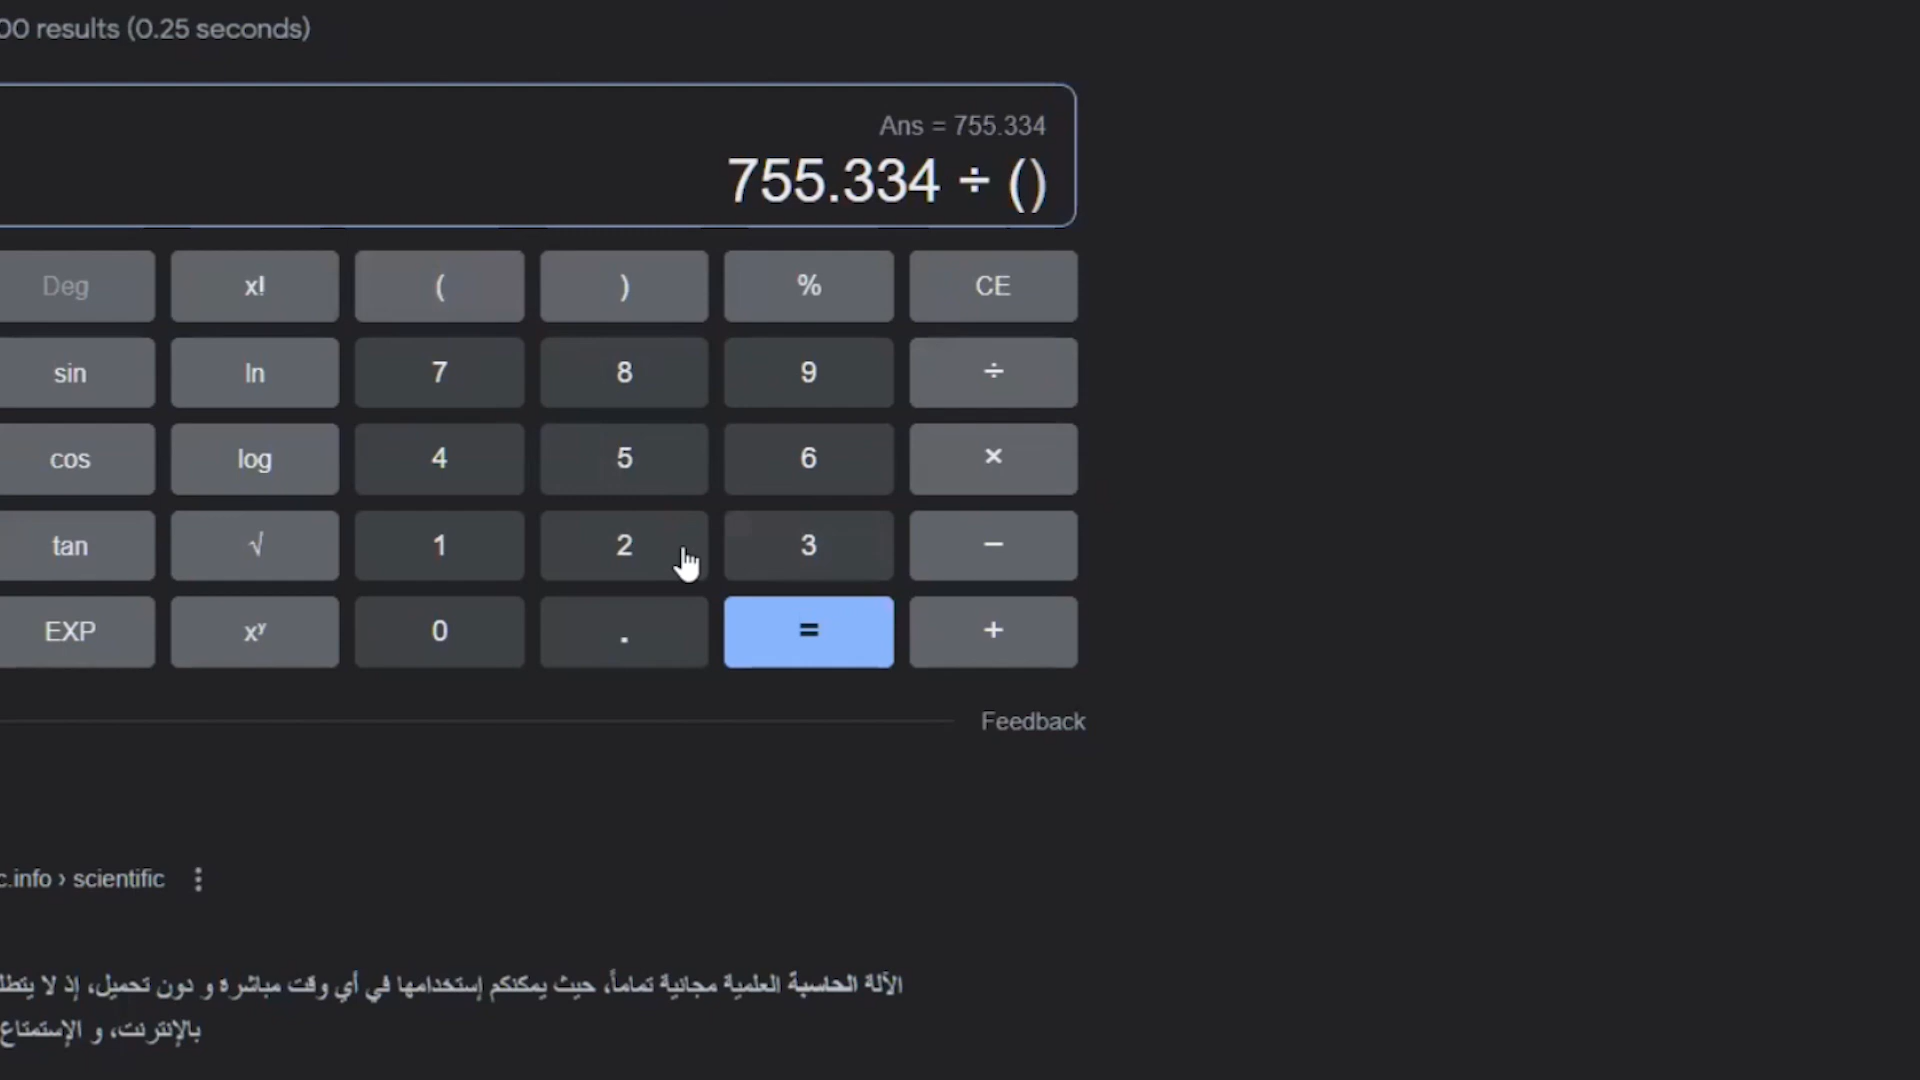 00 results (0.25 seconds)
Ans = 755.334
755.334 ÷ ()
Deg x! ( ) % CE
sin ln 7 8 9 ÷
cos log 4 5 6 ×
tan √ 1 2 3 −
EXP xʸ 0 . = +
Feedback
c.info › scientific
الآلة الحاسبة العلمية مجانية تماماً، حيث يمكنكم إستخدامها في أي وقت مباشرة و دون تحميل، إذ لا يتطلـ
بالإنترنت، و الإستمتاع